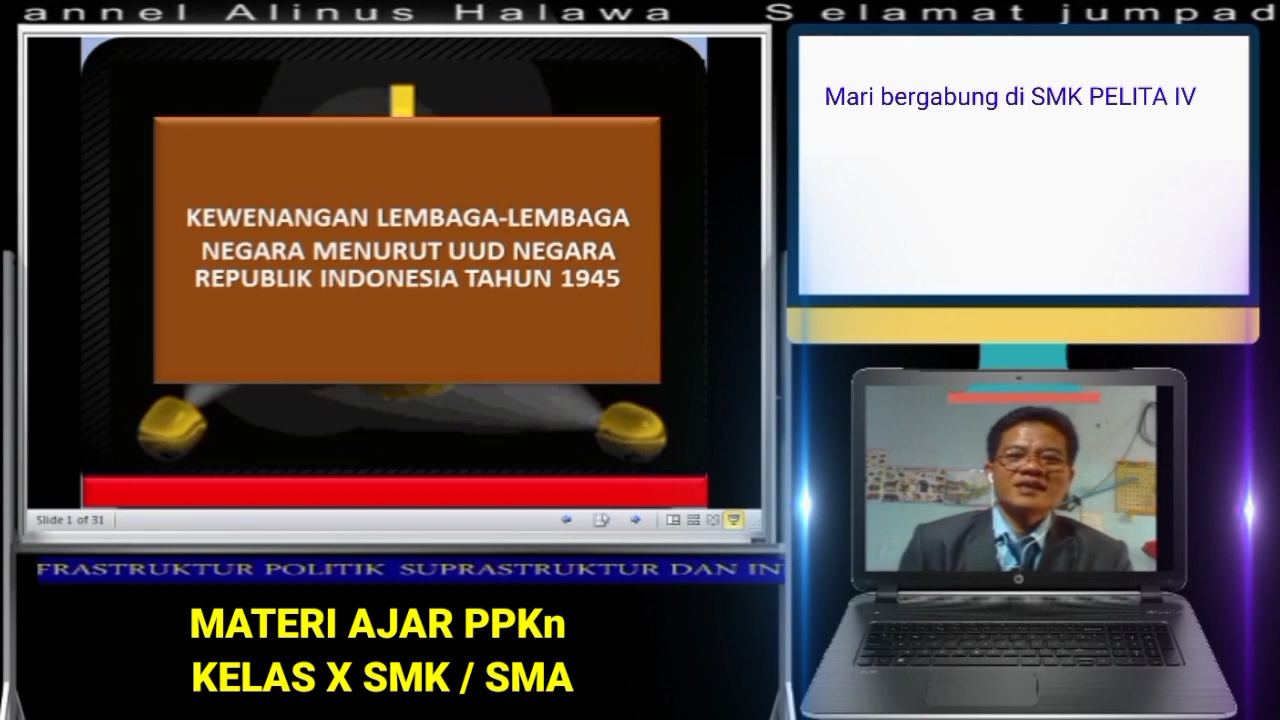 annel Alinus Halawa Selamat jumpad
Mari bergabung di SMK PELITA IV
KEWENANGAN LEMBAGA-LEMBAGA
NEGARA MENURUT UUD NEGARA
REPUBLIK INDONESIA TAHUN 1945
Slide 1 of 31
FRASTRUKTUR POLITIK SUPRASTRUKTUR DAN IN
MATERI AJAR PPKn
KELAS X SMK / SMA